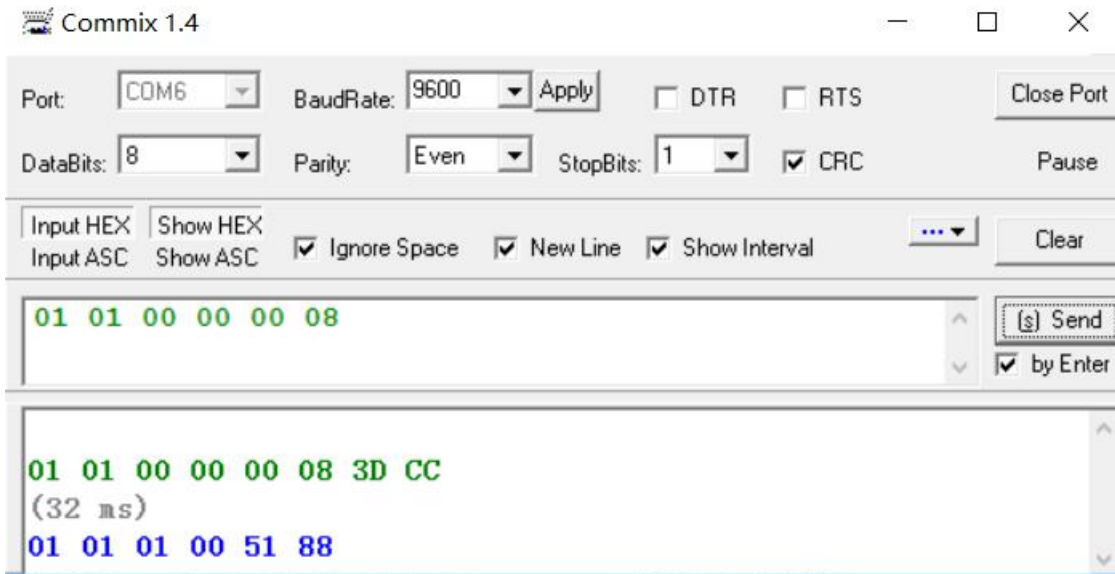 Commix 1.4
Port: COM6 BaudRate: 9600 Apply DTR RTS Close Port
DataBits: 8 Parity: Even StopBits: 1 CRC Pause
Input HEX Show HEX
Input ASC Show ASC Ignore Space New Line Show Interval ... Clear
01 01 00 00 00 08 (s) Send
by Enter
01 01 00 00 00 08 3D CC
(32 ms)
01 01 01 00 51 88